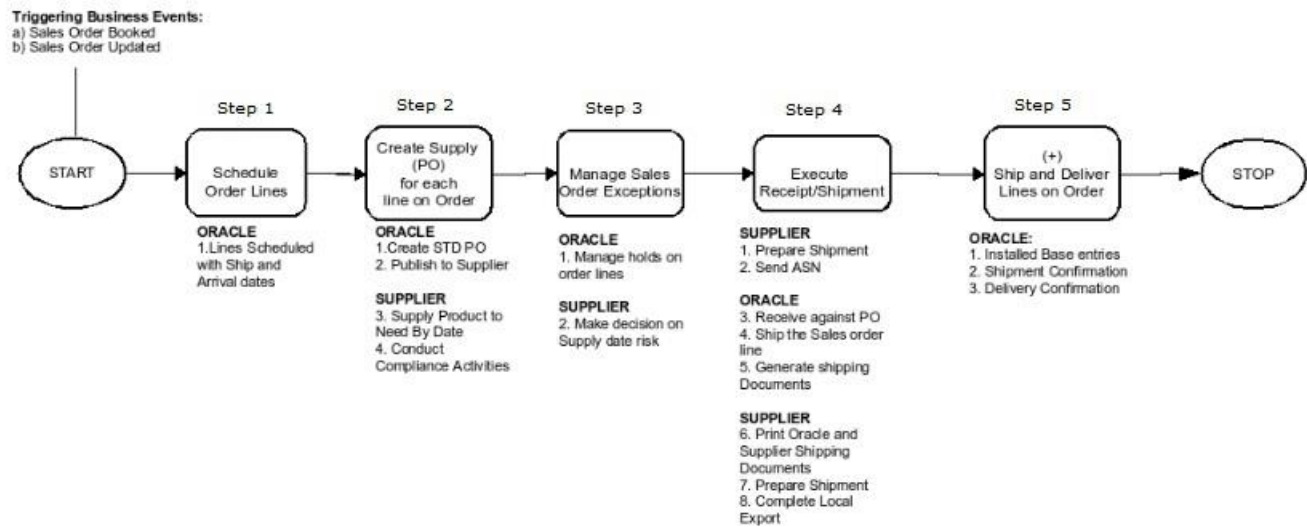 Triggering Business Events:
a) Sales Order Booked
b) Sales Order Updated
START
Step 1
Schedule
Order Lines
ORACLE
1.Lines Scheduled
with Ship and
Arrival dates
Step 2
Create Supply
(PO)
for each
line on Order
ORACLE
1.Create STD PO
2. Publish to Supplier
SUPPLIER
3. Supply Product to
Need By Date
4. Conduct
Compliance Activities
Step 3
Manage Sales
Order Exceptions
ORACLE
1. Manage holds on
order lines
SUPPLIER
2. Make decision on
Supply date risk
Step 4
Execute
Receipt/Shipment
SUPPLIER
1. Prepare Shipment
2. Send ASN
ORACLE
3. Receive against PO
4. Ship the Sales order
line
5. Generate shipping
Documents
SUPPLIER
6. Print Oracle and
Supplier Shipping
Documents
7. Prepare Shipment
8. Complete Local
Export
Step 5
(+)
Ship and Deliver
Lines on Order
ORACLE:
1. Installed Base entries
2. Shipment Confirmation
3. Delivery Confirmation
STOP